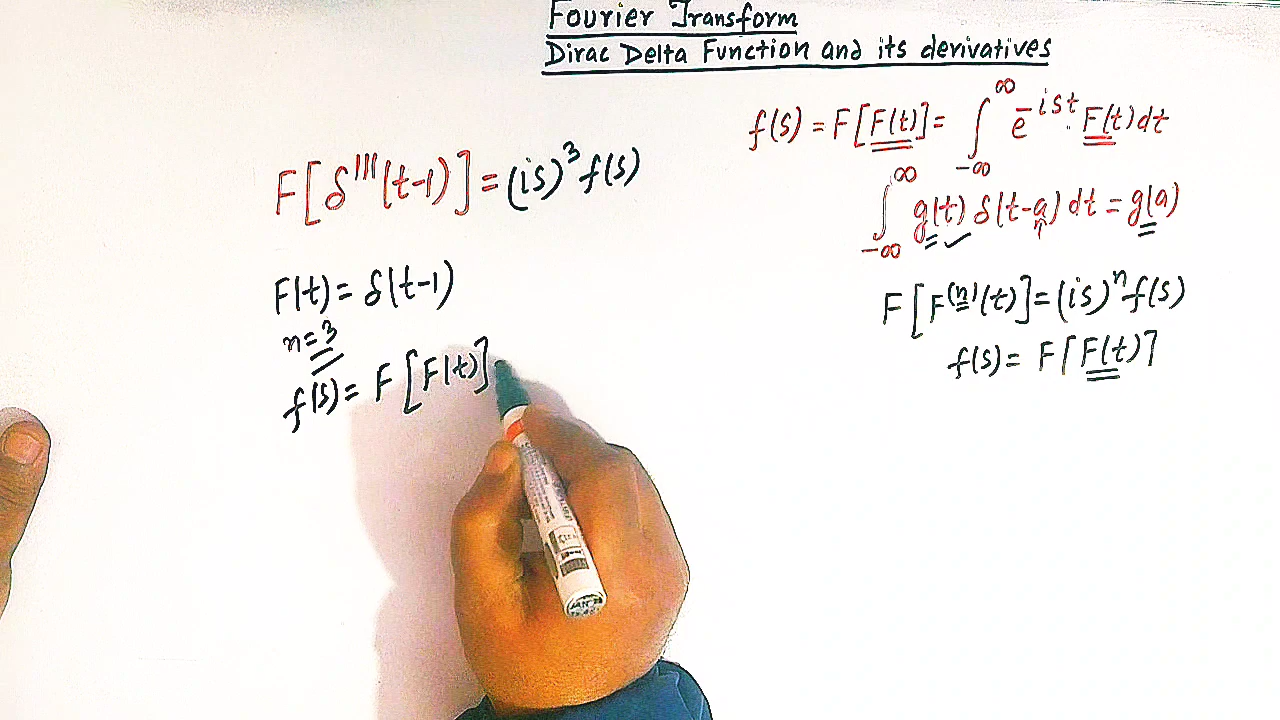 Fourier Transform
Dirac Delta Function and its derivatives
f(s) = F[F(t)] = ∫_{-∞}^{∞} e^{-ist} F(t) dt
F[δ'''(t-1)] = (is)^3 f(s)
∫_{-∞}^{∞} g(t) δ(t-a) dt = g(a)
F(t) = δ(t-1)
F[F^{(n)}(t)] = (is)^n f(s)
n=3
f(s) = F[F(t)]
f(s) = F[F(t)]